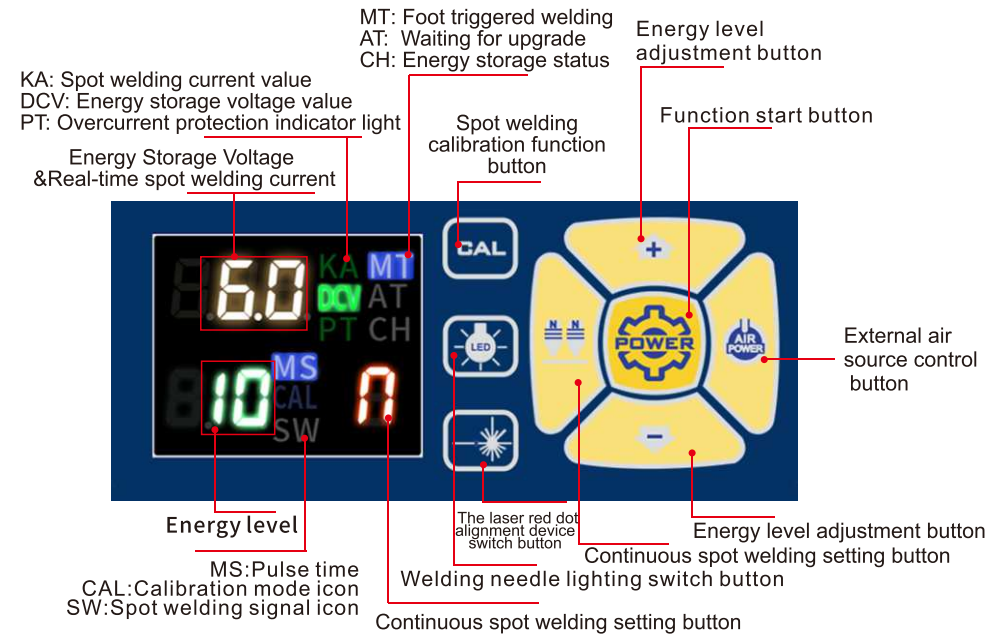 MT: Foot triggered welding
AT: Waiting for upgrade
CH: Energy storage status
Energy level
adjustment button
KA: Spot welding current value
DCV: Energy storage voltage value
PT: Overcurrent protection indicator light
Function start button
Spot welding
calibration function
button
Energy Storage Voltage
&Real-time spot welding current
6.0
KA
DCV
PT
MT
AT
CH
10
MS
CAL
SW
n
CAL
LED
+
N N
POWER
AIR
POWER
−
External air
source control
button
Energy level
The laser red dot
alignment device
switch button
Energy level adjustment button
Continuous spot welding setting button
MS:Pulse time
CAL:Calibration mode icon
SW:Spot welding signal icon
Welding needle lighting switch button
Continuous spot welding setting button